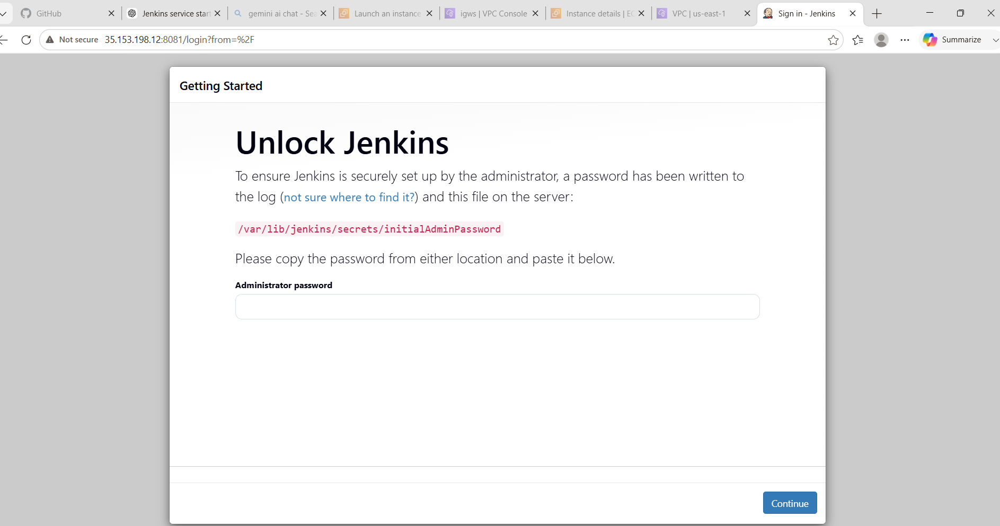 GitHub
Jenkins service start
gemini ai chat - Sea
Launch an instance
igws | VPC Console
Instance details | EC
VPC | us-east-1
Sign in - Jenkins
Not secure
35.153.198.12:8081/login?from=%2F
Summarize
Getting Started
Unlock Jenkins
To ensure Jenkins is securely set up by the administrator, a password has been written to
the log (not sure where to find it?) and this file on the server:
/var/lib/jenkins/secrets/initialAdminPassword
Please copy the password from either location and paste it below.
Administrator password
Continue